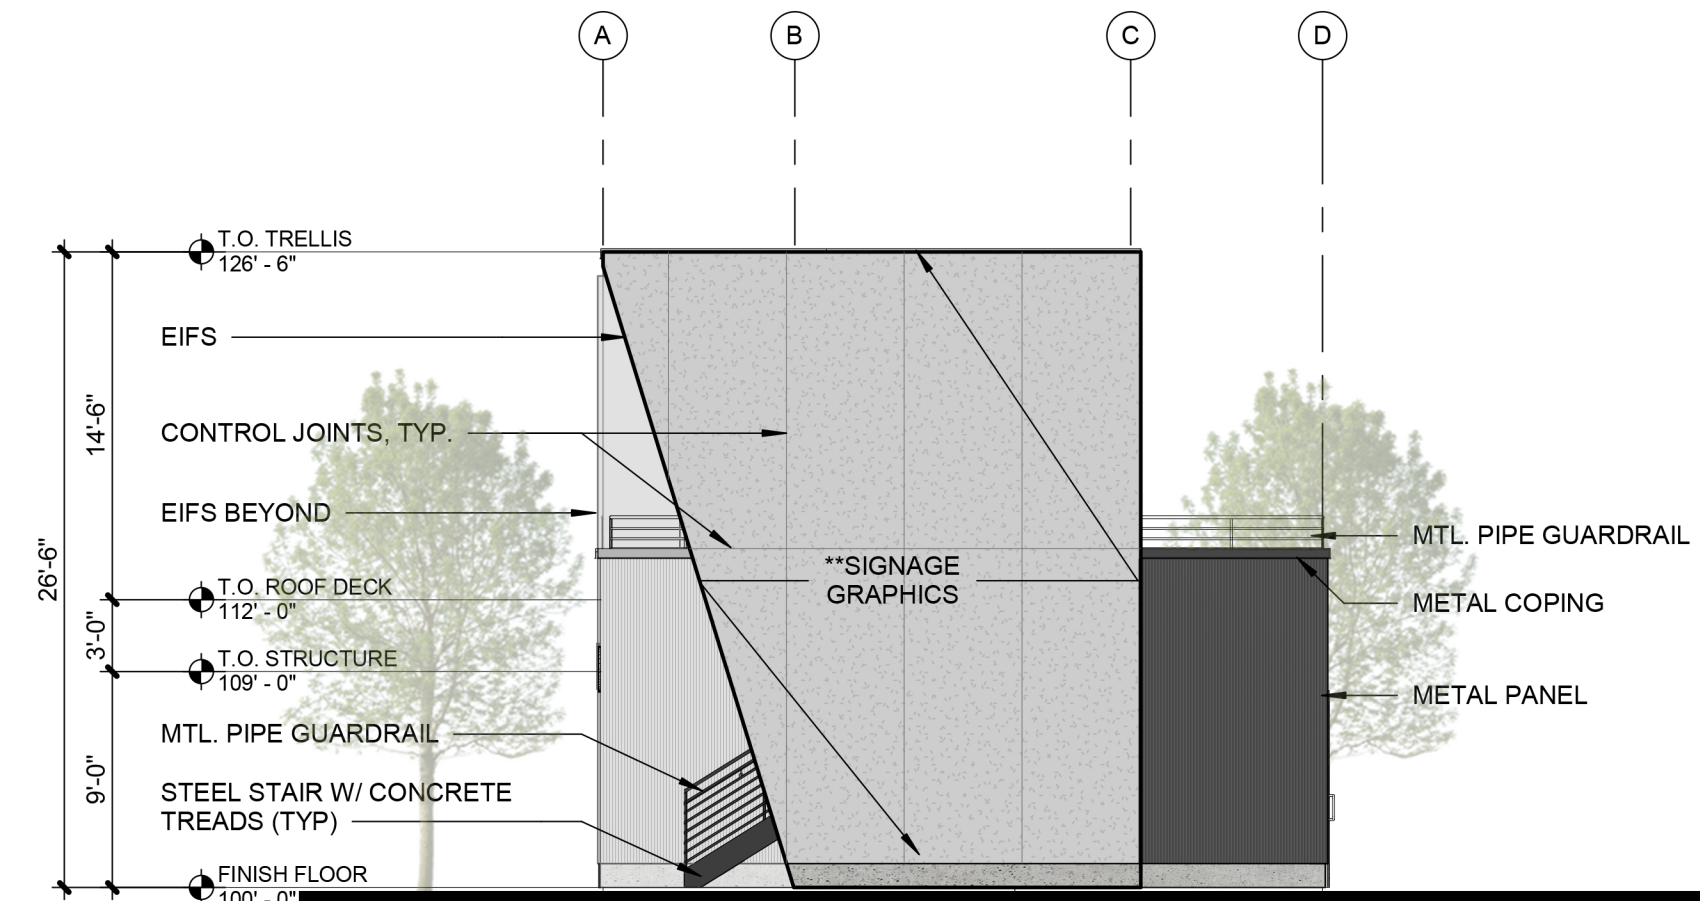 A
B
C
D
T.O. TRELLIS
126' - 6"
EIFS
14'-6"
CONTROL JOINTS, TYP.
EIFS BEYOND
MTL. PIPE GUARDRAIL
26'-6"
**SIGNAGE
GRAPHICS
T.O. ROOF DECK
112' - 0"
METAL COPING
3'-0"
T.O. STRUCTURE
109' - 0"
METAL PANEL
MTL. PIPE GUARDRAIL
9'-0"
STEEL STAIR W/ CONCRETE
TREADS (TYP)
FINISH FLOOR
100' - 0"